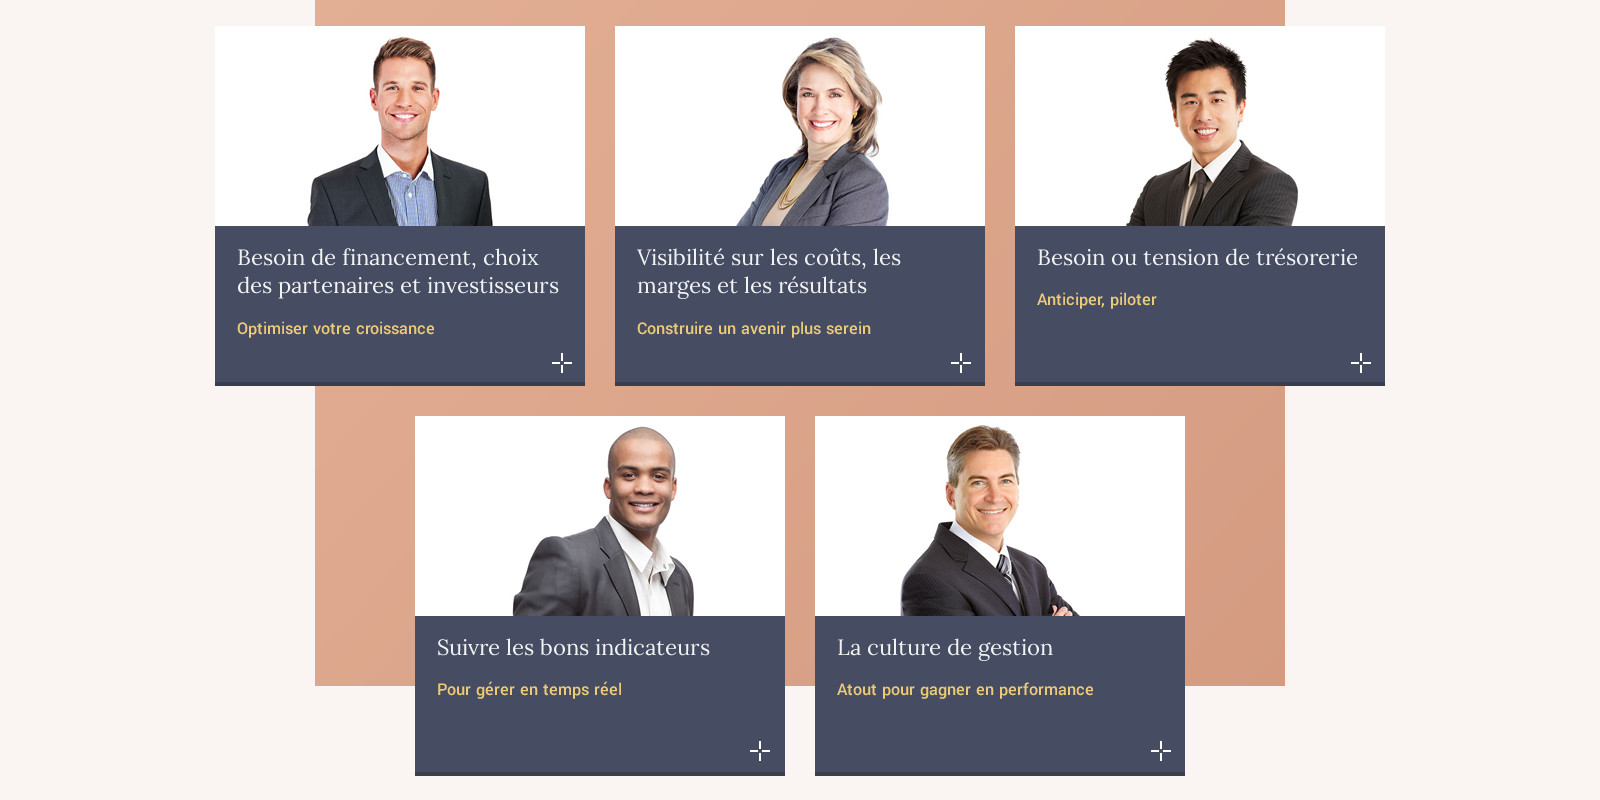 Besoin de financement, choix
des partenaires et investisseurs
Optimiser votre croissance
Visibilité sur les coûts, les
marges et les résultats
Construire un avenir plus serein
Besoin ou tension de trésorerie
Anticiper, piloter
Suivre les bons indicateurs
Pour gérer en temps réel
La culture de gestion
Atout pour gagner en performance